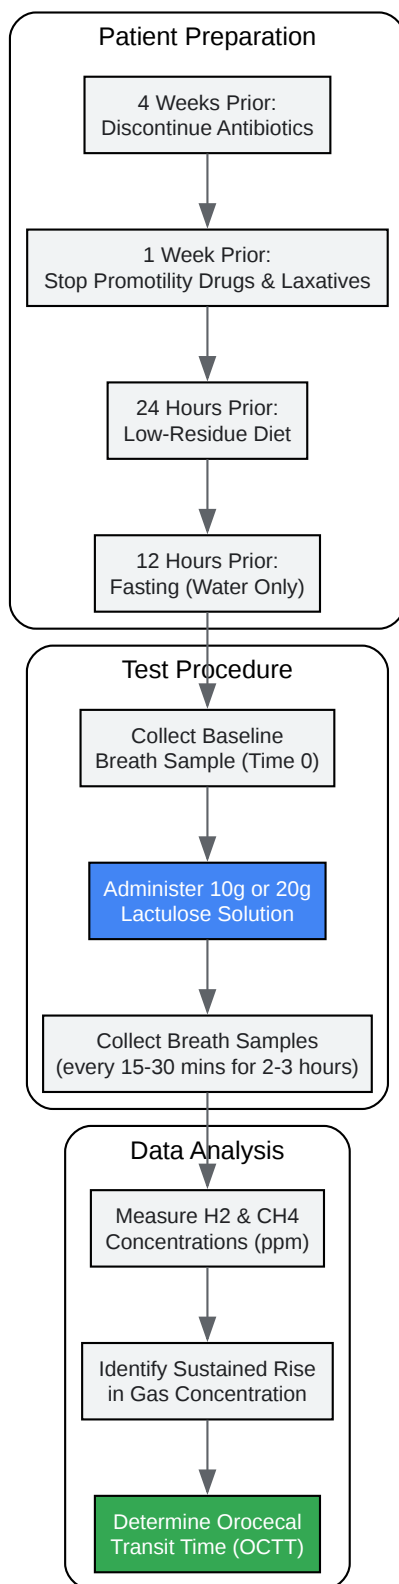 Patient Preparation
4 Weeks Prior:
Discontinue Antibiotics
1 Week Prior:
Stop Promotility Drugs & Laxatives
24 Hours Prior:
Low-Residue Diet
12 Hours Prior:
Fasting (Water Only)
Test Procedure
Collect Baseline
Breath Sample (Time 0)
Administer 10g or 20g
Lactulose Solution
Collect Breath Samples
(every 15-30 mins for 2-3 hours)
Data Analysis
Measure H2 & CH4
Concentrations (ppm)
Identify Sustained Rise
in Gas Concentration
Determine Orocecal
Transit Time (OCTT)